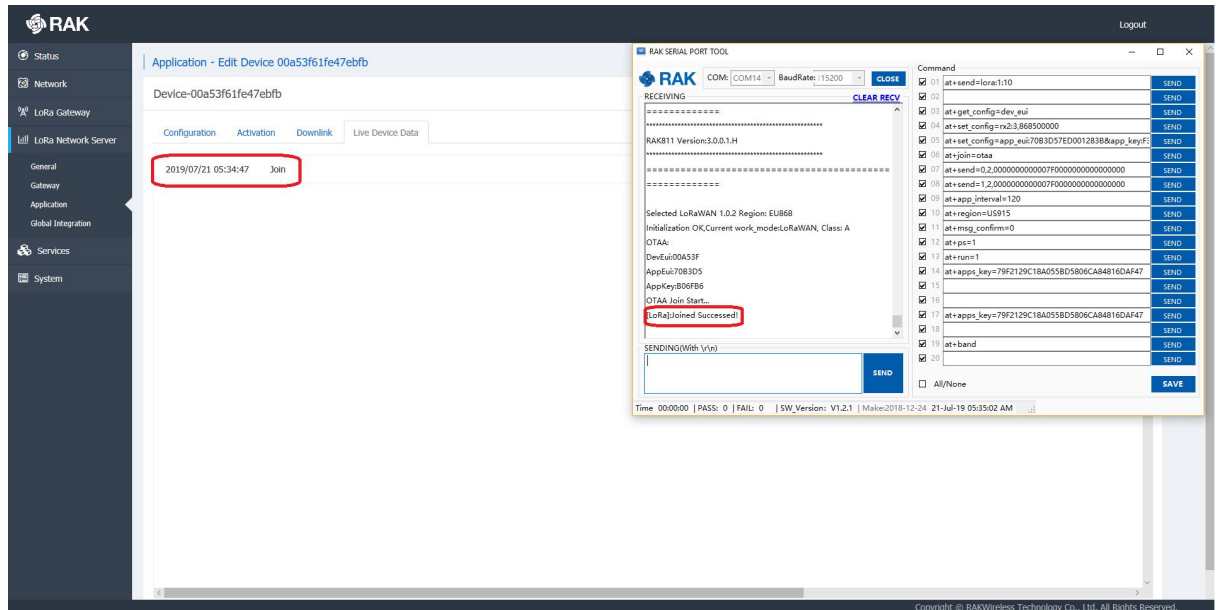 RAK
Logout
Status
Network
LoRa Gateway
LoRa Network Server
General
Gateway
Application
Global Integration
Services
System
Application - Edit Device 00a53f61fe47ebfb
Device-00a53f61fe47ebfb
Configuration Activation Downlink Live Device Data
2019/07/21 05:34:47 Join
RAK SERIAL PORT TOOL
RAK COM: COM14 BaudRate: 115200 CLOSE
RECEIVING CLEAR RECV
=============
********************************************************
RAK811 Version:3.0.0.1.H
********************************************************
==========================================
=============
Selected LoRaWAN 1.0.2 Region: EU868
Initialization OK,Current work_mode:LoRaWAN, Class: A
OTAA:
DevEui:00A53F
AppEui:70B3D5
AppKey:B06FB6
OTAA Join Start...
[LoRa]:Joined Successed!
SENDING(With \r\n)
SEND
Command
01 at+send=lora:1:10 SEND
02 SEND
03 at+get_config=dev_eui SEND
04 at+set_config=rx2:3,868500000 SEND
05 at+set_config=app_eui:70B3D57ED001283B&app_key:F3 SEND
06 at+join=otaa SEND
07 at+send=0,2,0000000000007F0000000000000000 SEND
08 at+send=1,2,0000000000007F0000000000000000 SEND
09 at+app_interval=120 SEND
10 at+region=US915 SEND
11 at+msg_confirm=0 SEND
12 at+ps=1 SEND
13 at+run=1 SEND
14 at+apps_key=79F2129C18A055BD5806CA84816DAF47 SEND
15 SEND
16 SEND
17 at+apps_key=79F2129C18A055BD5806CA84816DAF47 SEND
18 SEND
19 at+band SEND
20 SEND
All/None SAVE
Time 00:00:00 | PASS: 0 | FAIL: 0 | SW_Version: V1.2.1 | Make:2018-12-24 21-Jul-19 05:35:02 AM
Copyright © RAKWireless Technology Co., Ltd. All Rights Reserved.